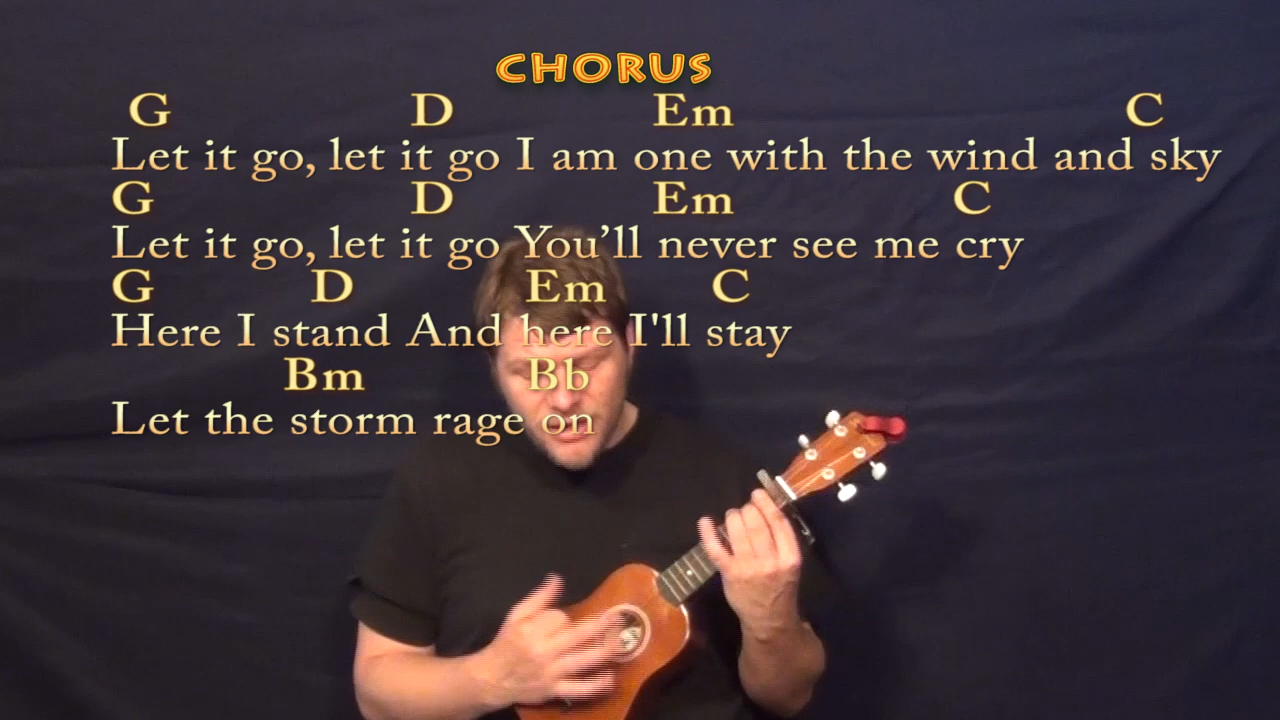 CHORUS
G D Em C
Let it go, let it go I am one with the wind and sky
G D Em C
Let it go, let it go You'll never see me cry
G D Em C
Here I stand And here I'll stay
Bm Bb
Let the storm rage on